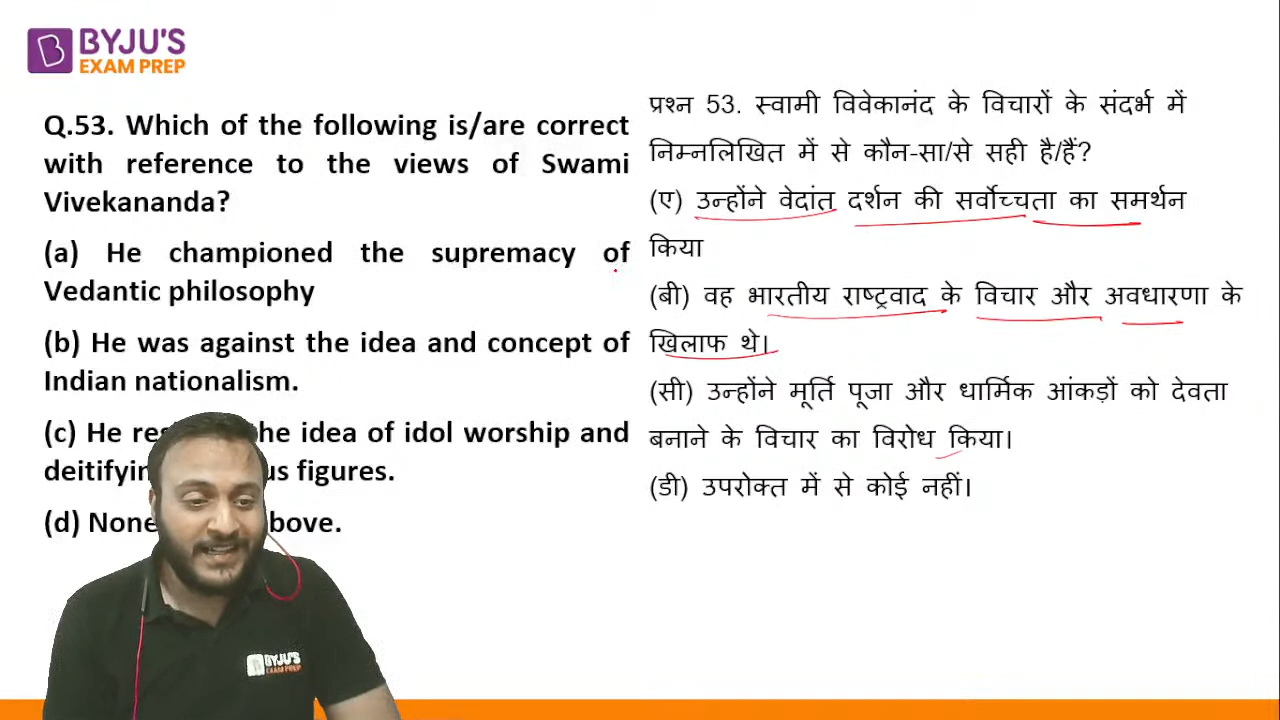 BYJU'S
EXAM PREP
Q.53. Which of the following is/are correct
with reference to the views of Swami
Vivekananda?
(a) He championed the supremacy of
Vedantic philosophy
(b) He was against the idea and concept of
Indian nationalism.
(c) He he idea of idol worship and
figures.
(d) None bove.
प्रश्न 53. स्वामी विवेकानंद के विचारों के संदर्भ में
निम्नलिखित में से कौन-सा/से सही है/हैं?
(ए) उन्होंने वेदांत दर्शन की सर्वोच्चता का समर्थन
किया
(बी) वह भारतीय राष्ट्रवाद के विचार और अवधारणा के
खिलाफ थे।
(सी) उन्होंने मूर्ति पूजा और धार्मिक आंकड़ों को देवता
बनाने के विचार का विरोध किया।
(डी) उपरोक्त में से कोई नहीं।
BYJU'S
EXAM PREP